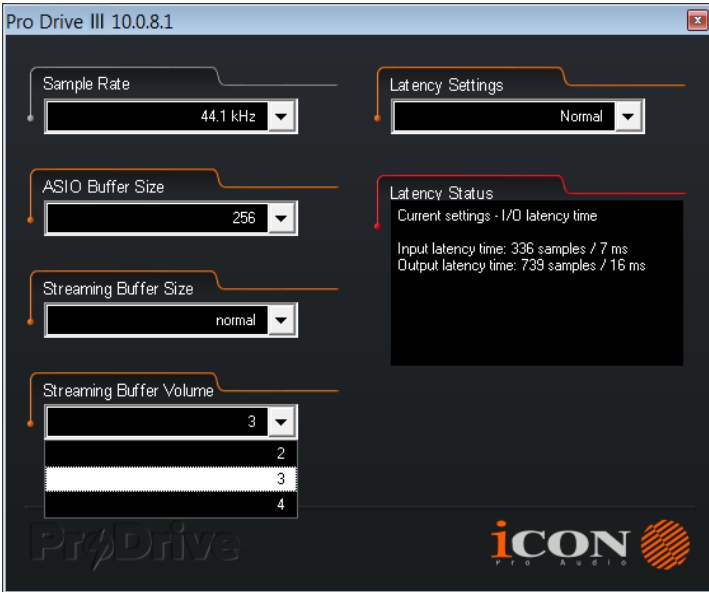 Pro Drive III 10.0.8.1
Sample Rate
44.1 kHz
ASIO Buffer Size
256
Streaming Buffer Size
normal
Streaming Buffer Volume
3
2
3
4
Latency Settings
Normal
Latency Status
Current settings - I/O latency time
Input latency time: 336 samples / 7 ms
Output latency time: 739 samples / 16 ms
ProDrive
iCON
Pro Audio